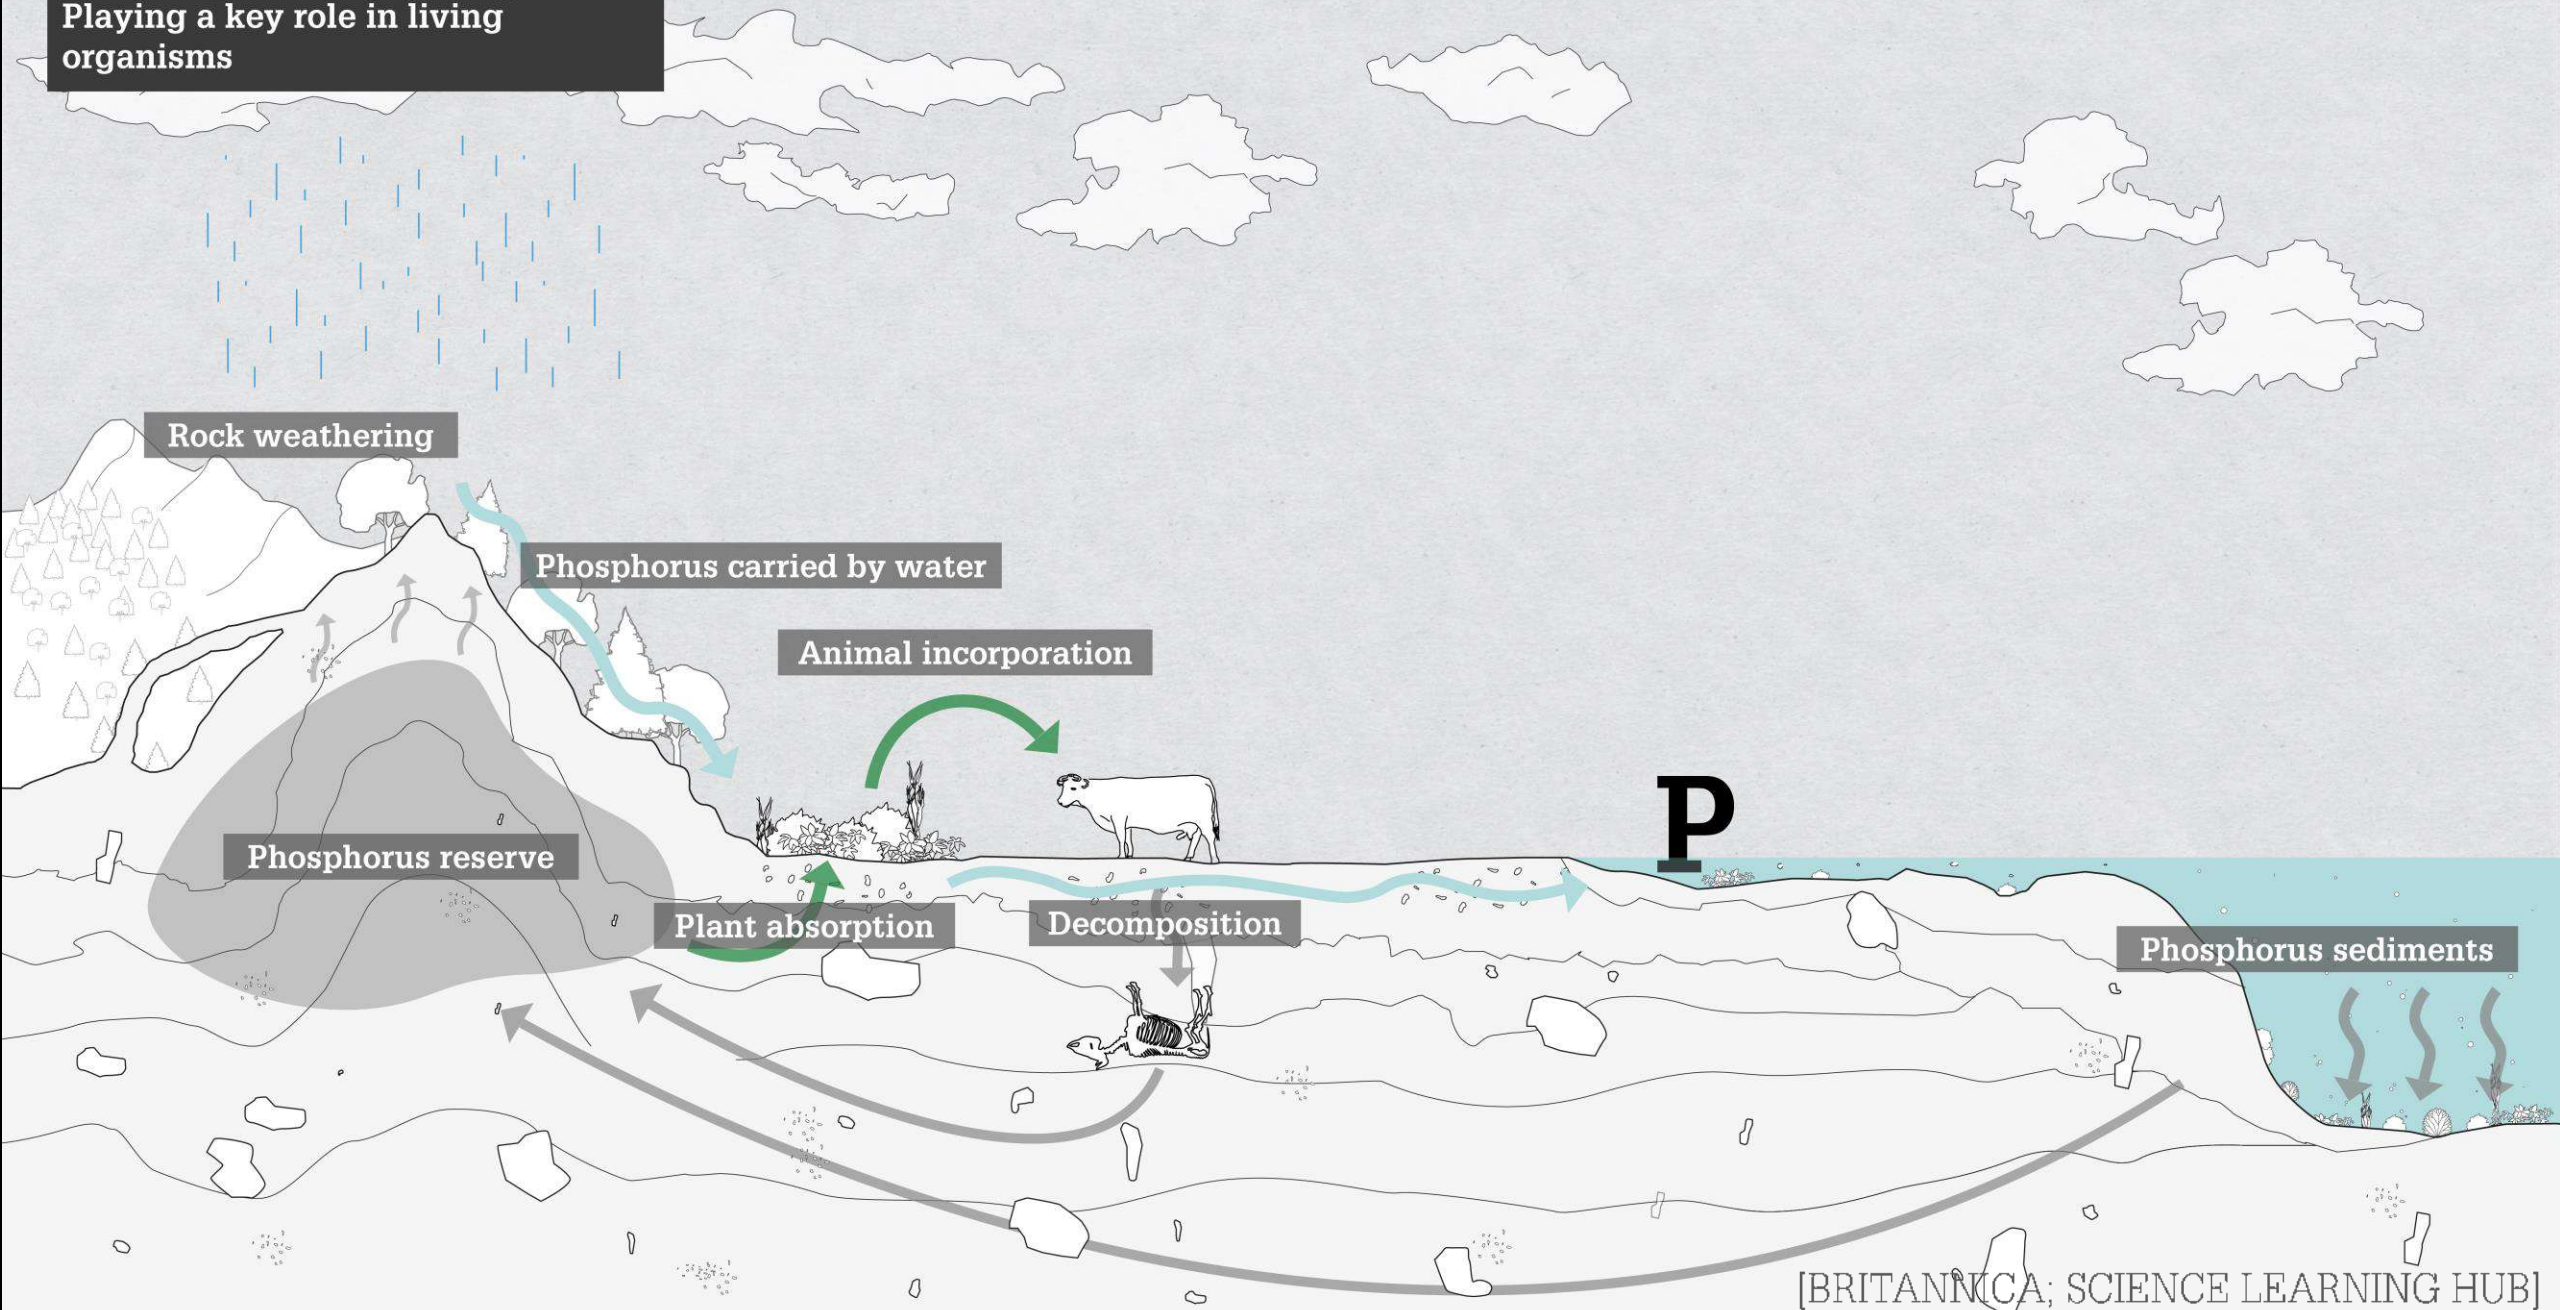 Playing a key role in living
organisms
Rock weathering
Phosphorus carried by water
Animal incorporation
P
Phosphorus reserve
Plant absorption
Decomposition
Phosphorus sediments
[BRITANNICA; SCIENCE LEARNING HUB]